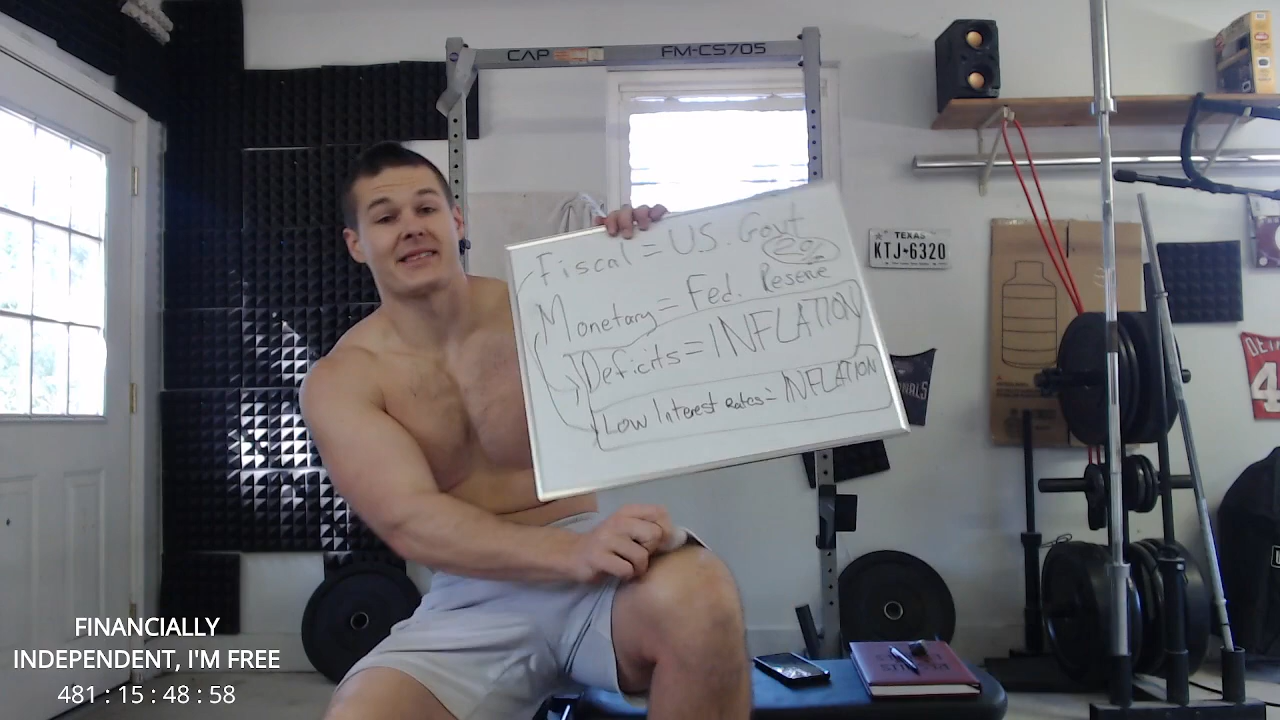 CAP FM-CS705
TEXAS
KTJ 6320
Fiscal = U.S. Govt
2%
Monetary = Fed. Reserve
Deficits = INFLATION
Low Interest Rates = INFLATION
FINANCIALLY
INDEPENDENT, I'M FREE
481 : 15 : 48 : 58